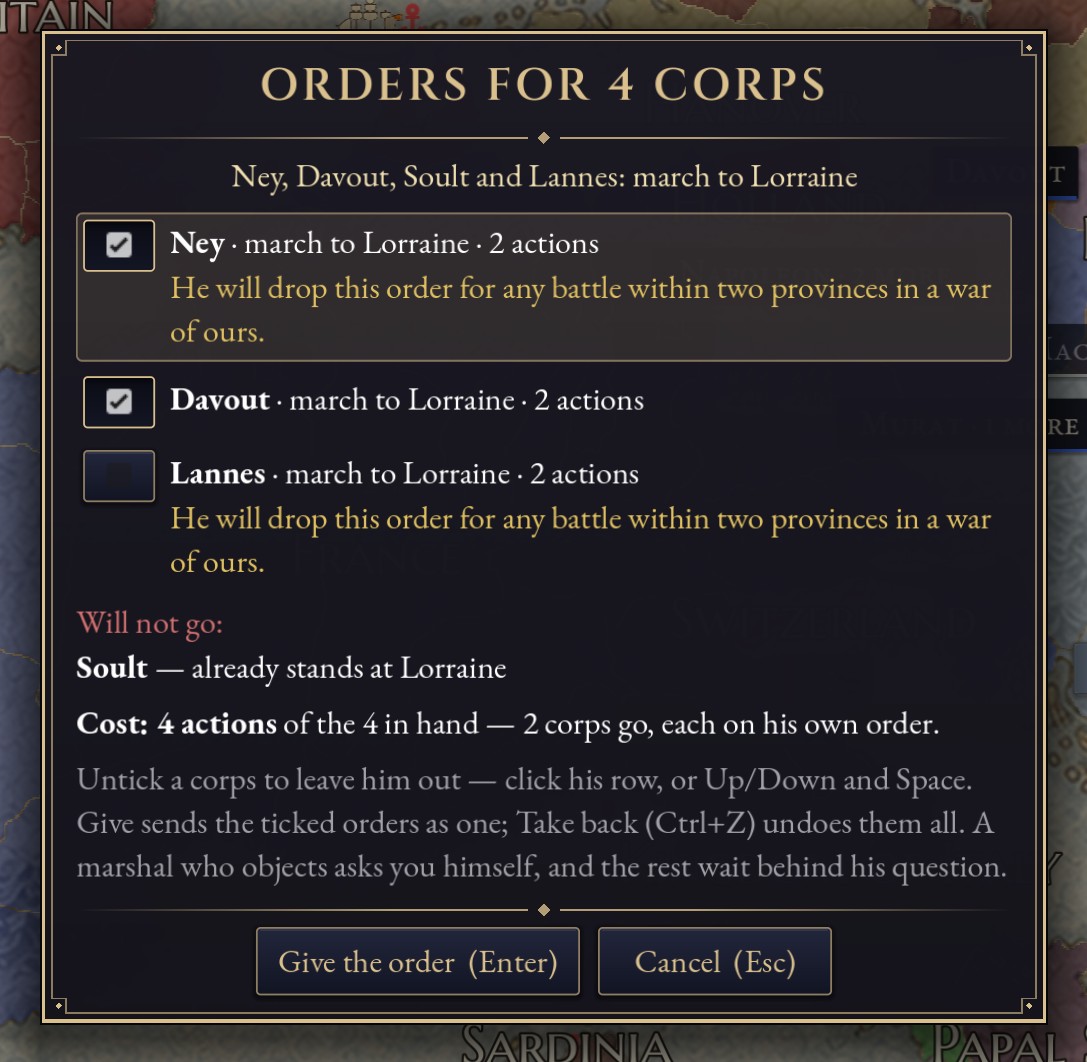 TAIN
ORDERS FOR 4 CORPS
Ney, Davout, Soult and Lannes: march to Lorraine
Ney · march to Lorraine · 2 actions
He will drop this order for any battle within two provinces in a war
of ours.
Davout · march to Lorraine · 2 actions
Lannes · march to Lorraine · 2 actions
He will drop this order for any battle within two provinces in a war
of ours.
Will not go:
Soult — already stands at Lorraine
Cost: 4 actions of the 4 in hand — 2 corps go, each on his own order.
Untick a corps to leave him out — click his row, or Up/Down and Space.
Give sends the ticked orders as one; Take back (Ctrl+Z) undoes them all. A
marshal who objects asks you himself, and the rest wait behind his question.
Give the order (Enter)
Cancel (Esc)
SARDINIA
PAPAL